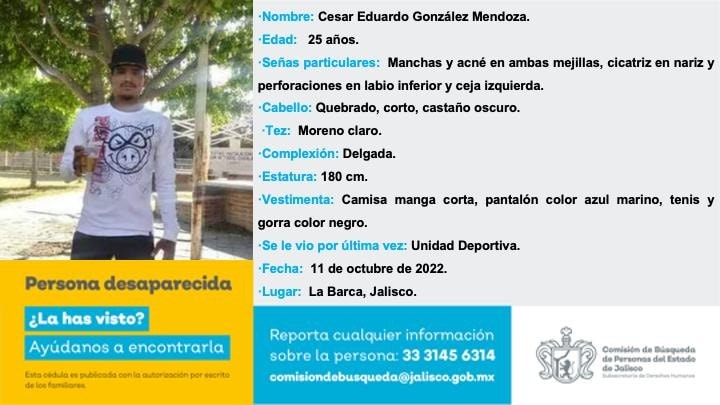 ·Nombre: Cesar Eduardo González Mendoza.
·Edad: 25 años.
·Señas particulares: Manchas y acné en ambas mejillas, cicatriz en nariz y
perforaciones en labio inferior y ceja izquierda.
·Cabello: Quebrado, corto, castaño oscuro.
·Tez: Moreno claro.
·Complexión: Delgada.
·Estatura: 180 cm.
·Vestimenta: Camisa manga corta, pantalón color azul marino, tenis y
gorra color negro.
·Se le vio por última vez: Unidad Deportiva.
·Fecha: 11 de octubre de 2022.
·Lugar: La Barca, Jalisco.
Persona desaparecida
¿La has visto?
Ayúdanos a encontrarla
Esta cédula es publicada con la autorización por escrito
de los familiares.
Reporta cualquier información
sobre la persona: 33 3145 6314
comisiondebusqueda@jalisco.gob.mx
Comisión de Búsqueda
de Personas del Estado
de Jalisco
Subsecretaría de Derechos Humanos